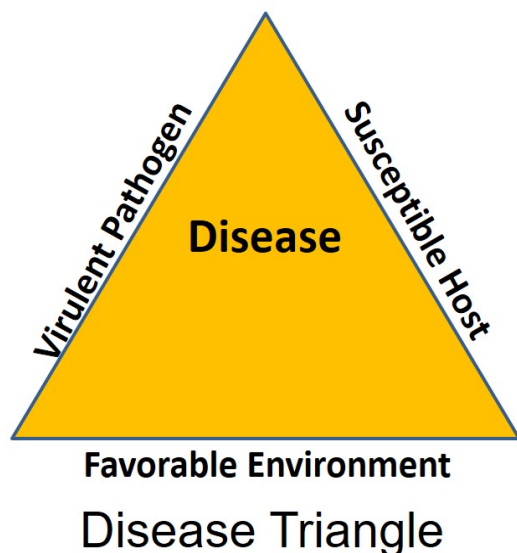 Virulent Pathogen
Susceptible Host
Disease
Favorable Environment
Disease Triangle